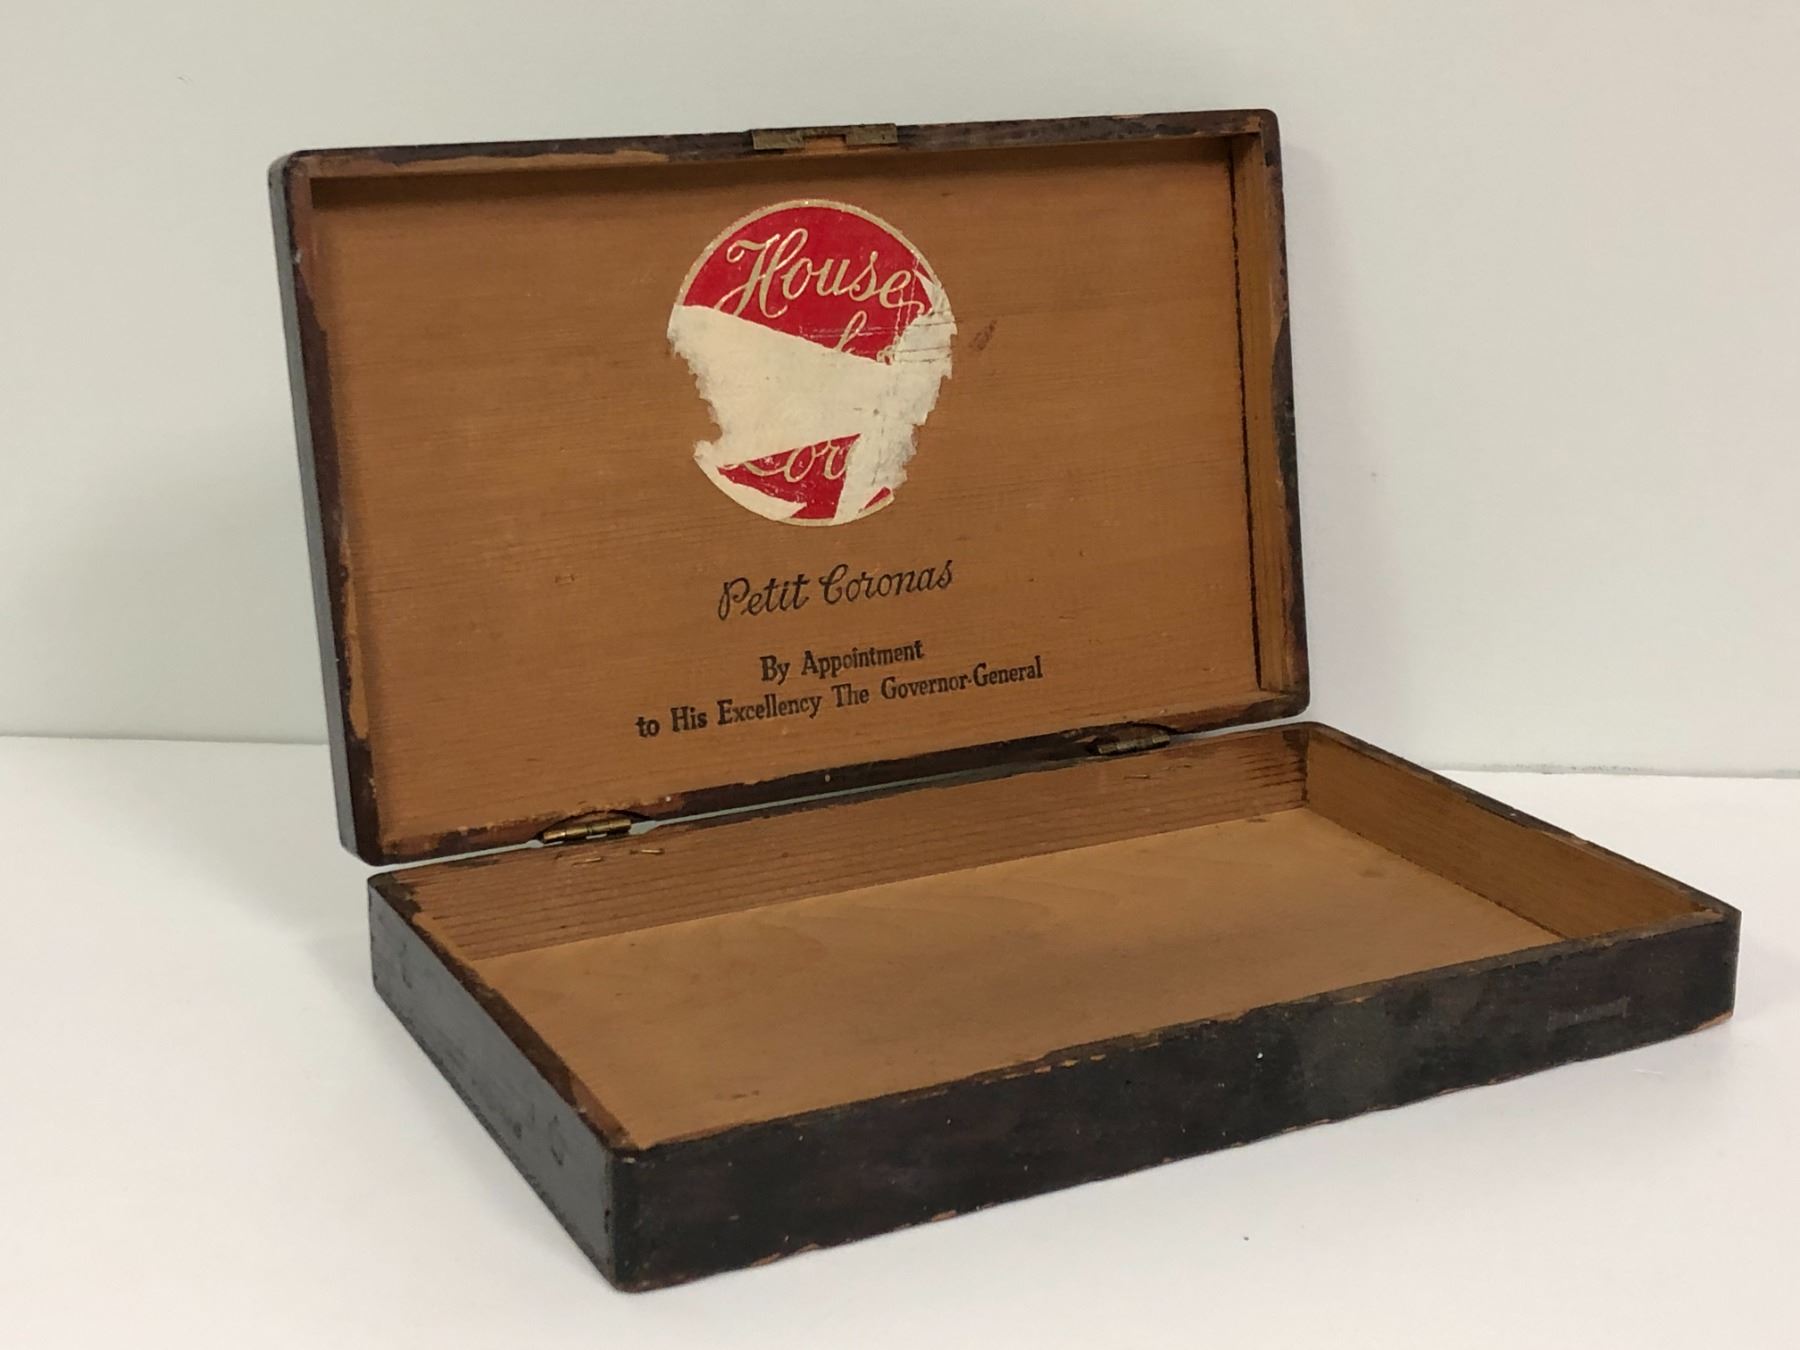 House
Petit Coronas
By Appointment
to His Excellency The Governor-General